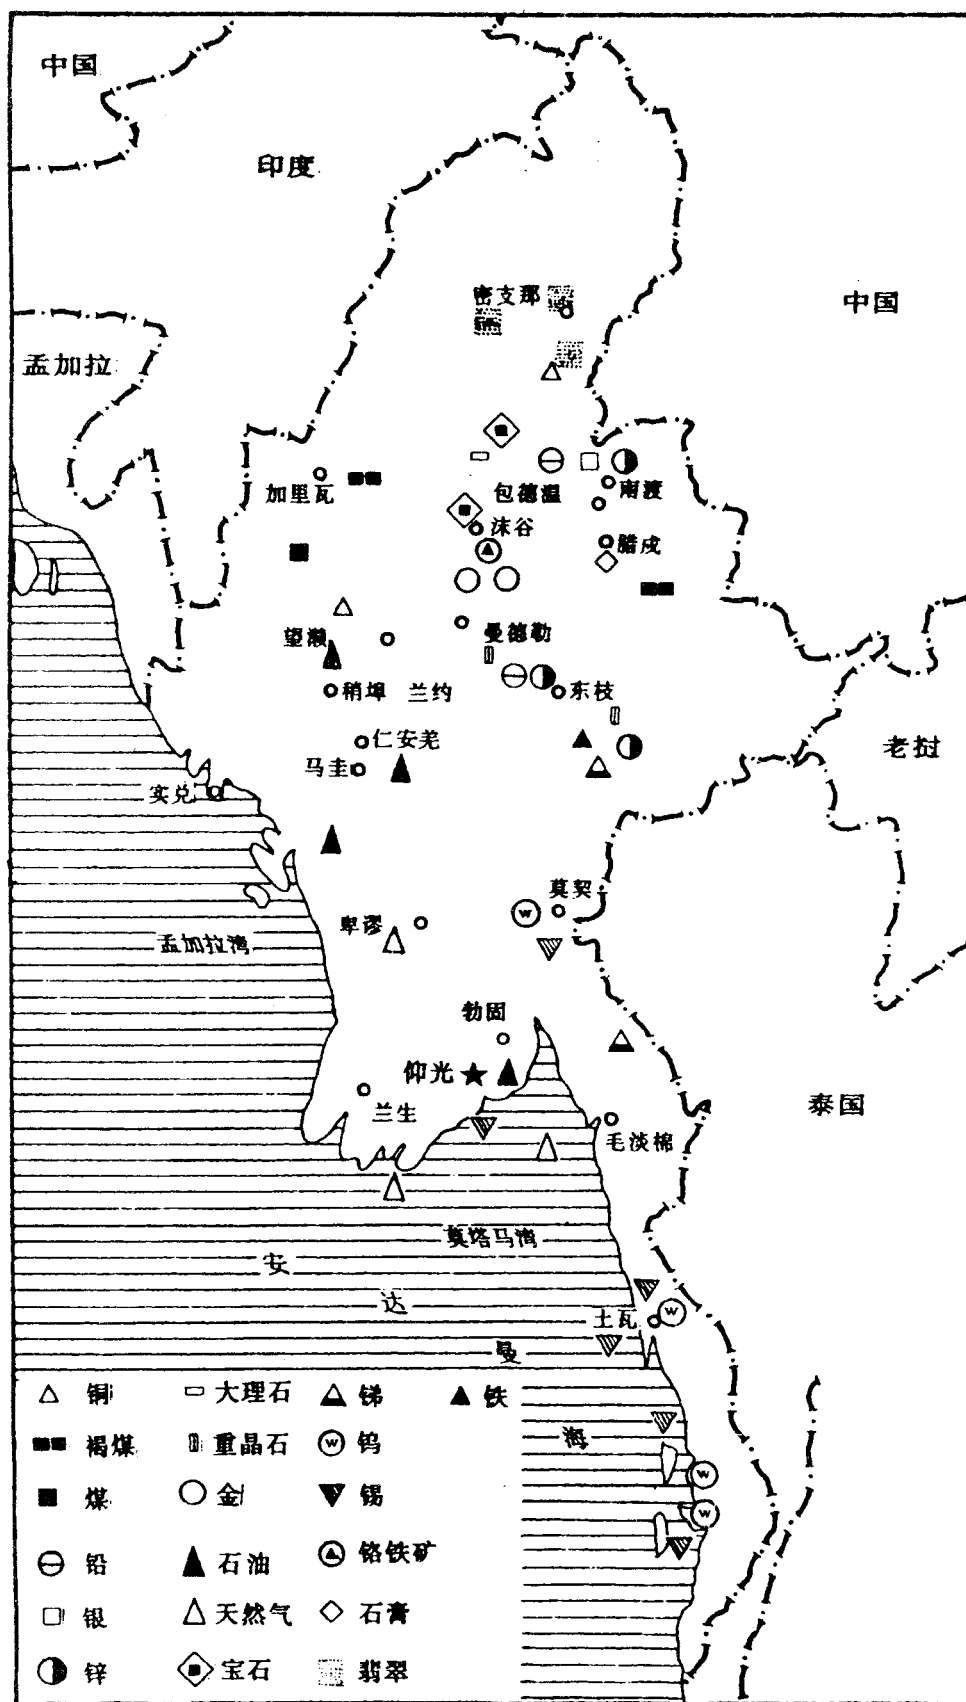 中国
印度
密支那
中国
孟加拉
加里瓦
包德温
南渡
抹谷
腊戍
曼德勒
望濑
稍埠
兰约
东枝
仁安羌
老挝
马圭
实兑
莫契
卑谬
孟加拉湾
勃固
仰光
泰国
兰生
毛淡棉
莫塔马湾
安
达
土瓦
曼
海
铜 大理石 锑 铁
褐煤 重晶石 W 钨
煤 金 锡
铅 石油 铬铁矿
银 天然气 石膏
锌 宝石 翡翠